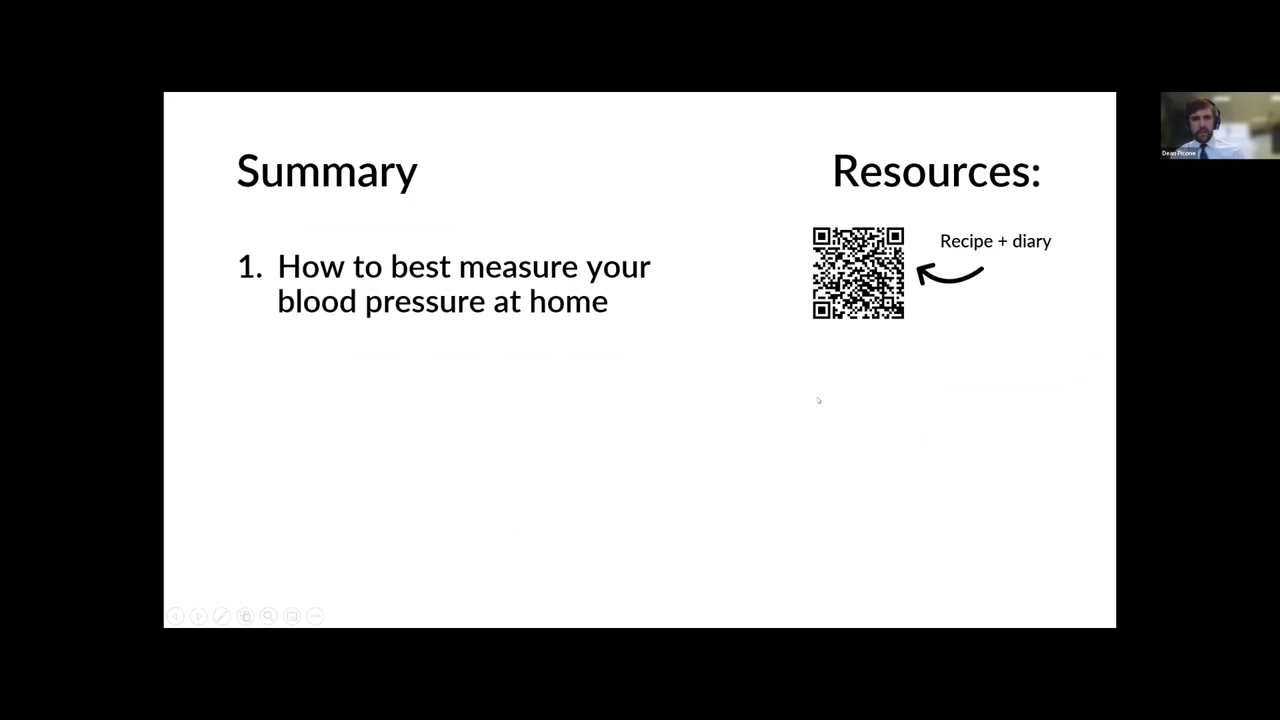 Summary
Resources:
1. How to best measure your
blood pressure at home
Recipe + diary
Dean Picone